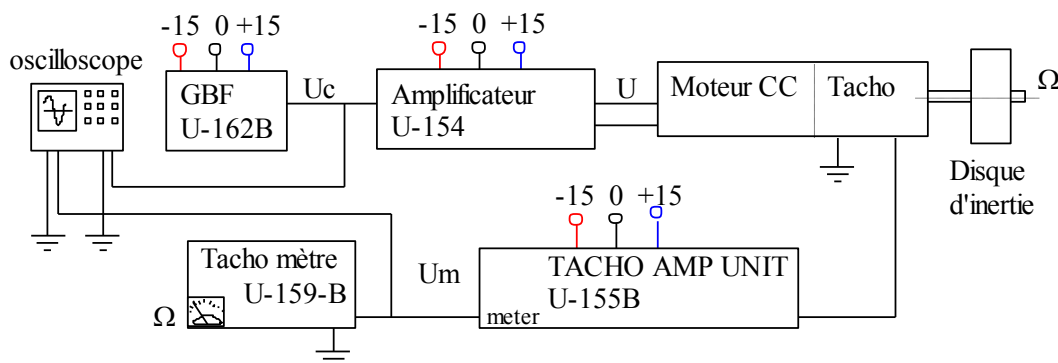 -15 0 +15
oscilloscope
GBF
U-162B
Uc
-15 0 +15
Amplificateur
U-154
U
Moteur CC
Tacho
Ω
Disque
d'inertie
-15 0 +15
Tacho mètre
U-159-B
Ω
Um
TACHO AMP UNIT
U-155B
meter